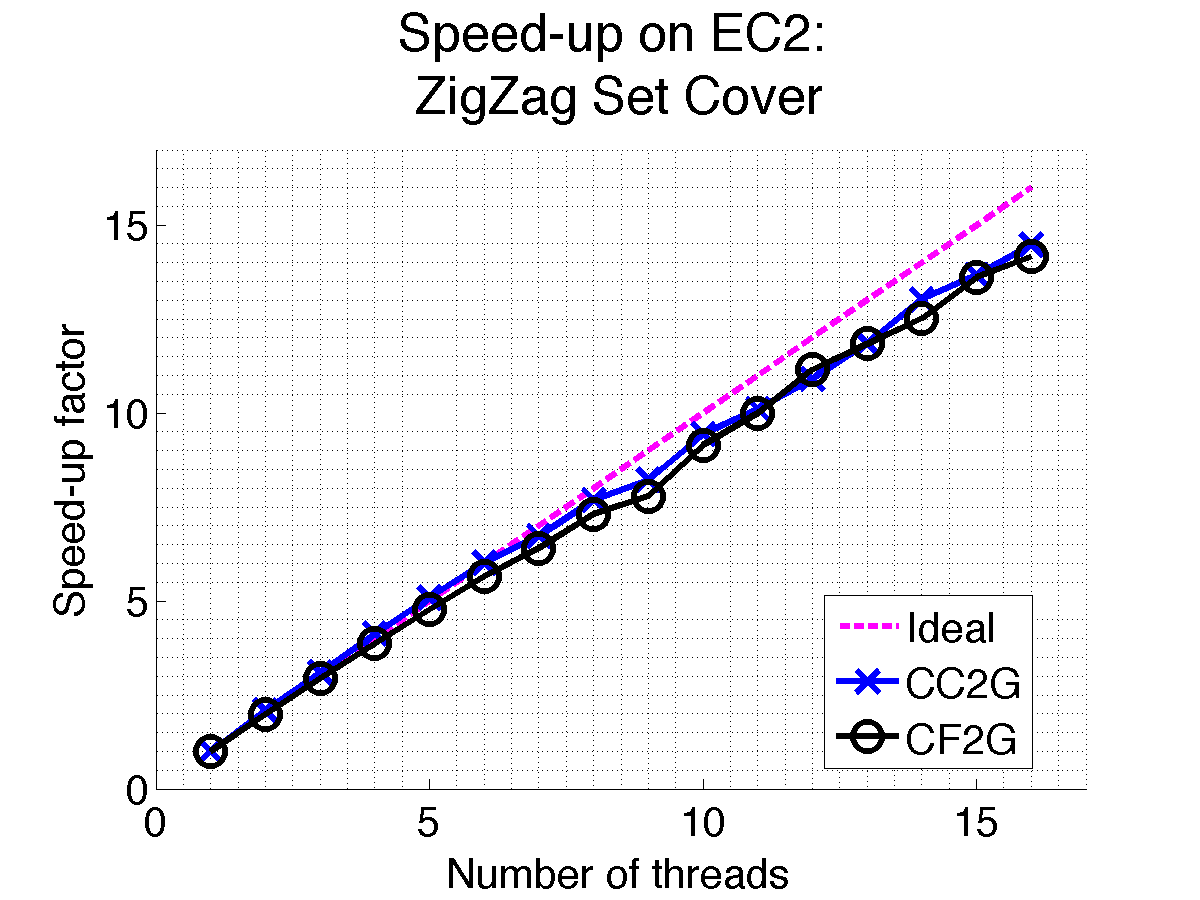 Speed-up on EC2:
ZigZag Set Cover
15
10
5
0
Speed-up factor
Ideal
CC2G
CF2G
0 5 10 15
Number of threads